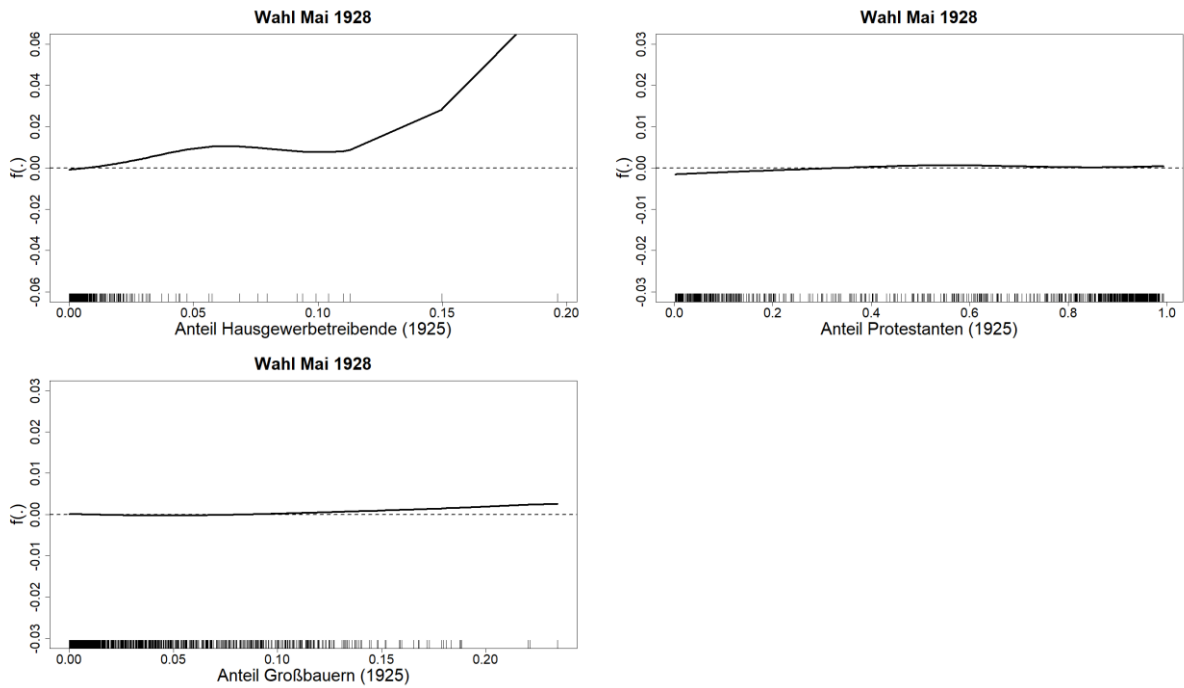 Wahl Mai 1928
0.06
0.04
0.02
0.00
-0.02
-0.04
-0.06
f(.)
0.00 0.05 0.10 0.15 0.20
Anteil Hausgewerbetreibende (1925)
Wahl Mai 1928
0.03
0.02
0.01
0.00
-0.01
-0.02
-0.03
f(.)
0.0 0.2 0.4 0.6 0.8 1.0
Anteil Protestanten (1925)
Wahl Mai 1928
0.03
0.02
0.01
0.00
-0.01
-0.02
-0.03
f(.)
0.00 0.05 0.10 0.15 0.20
Anteil Großbauern (1925)